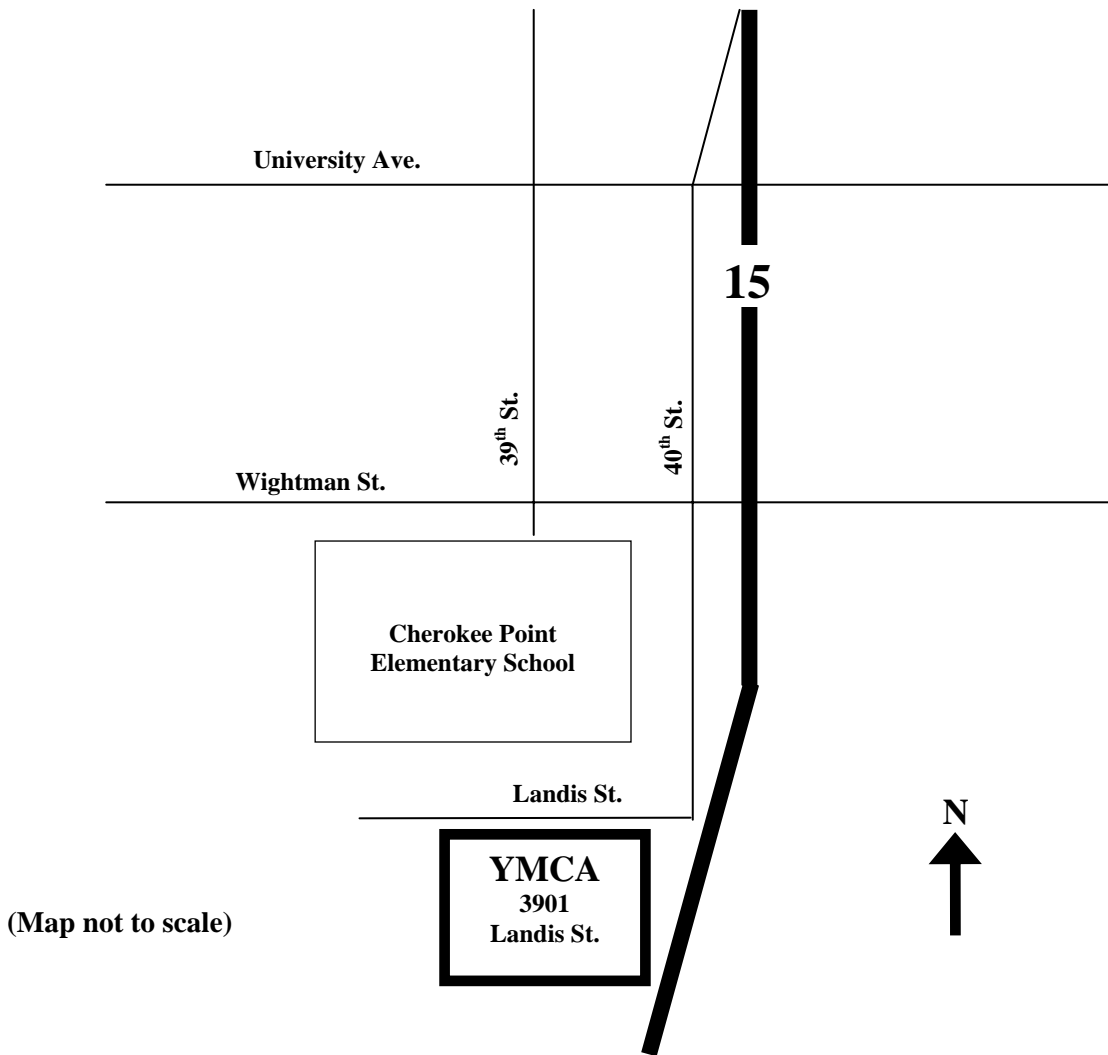 University Ave.
15
39th St.
40th St.
Wightman St.
Cherokee Point
Elementary School
Landis St.
N
YMCA
3901
Landis St.
(Map not to scale)